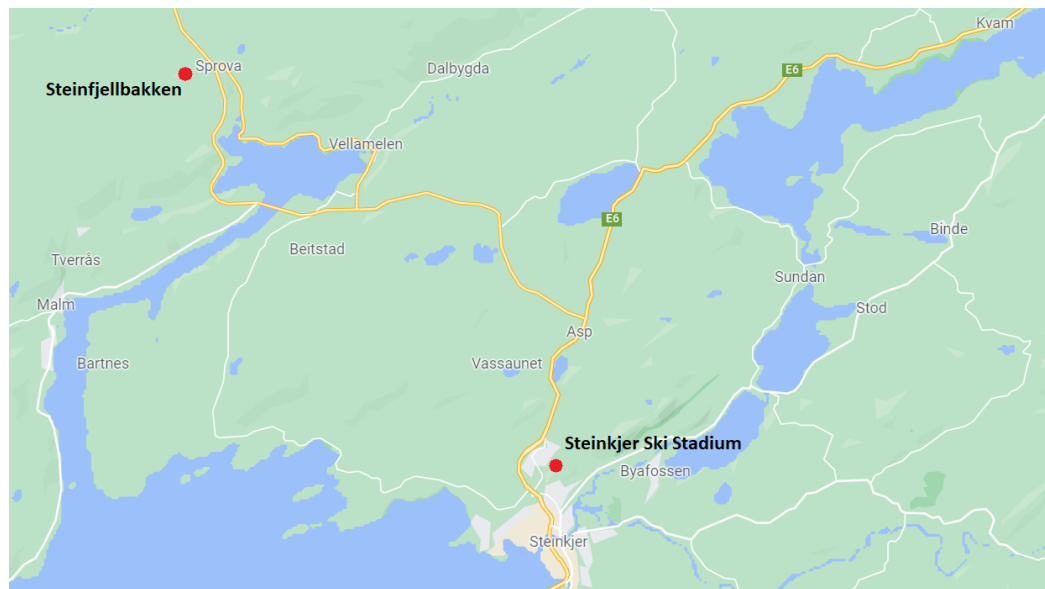 Kvam
Sprova
Dalbygda
E6
Steinfjellbakken
Vellamelen
E6
Binde
Beitstad
Tverrås
Sundan
Malm
Stod
Asp
Vassaunet
Bartnes
Steinkjer Ski Stadium
Byafossen
Steinkjer